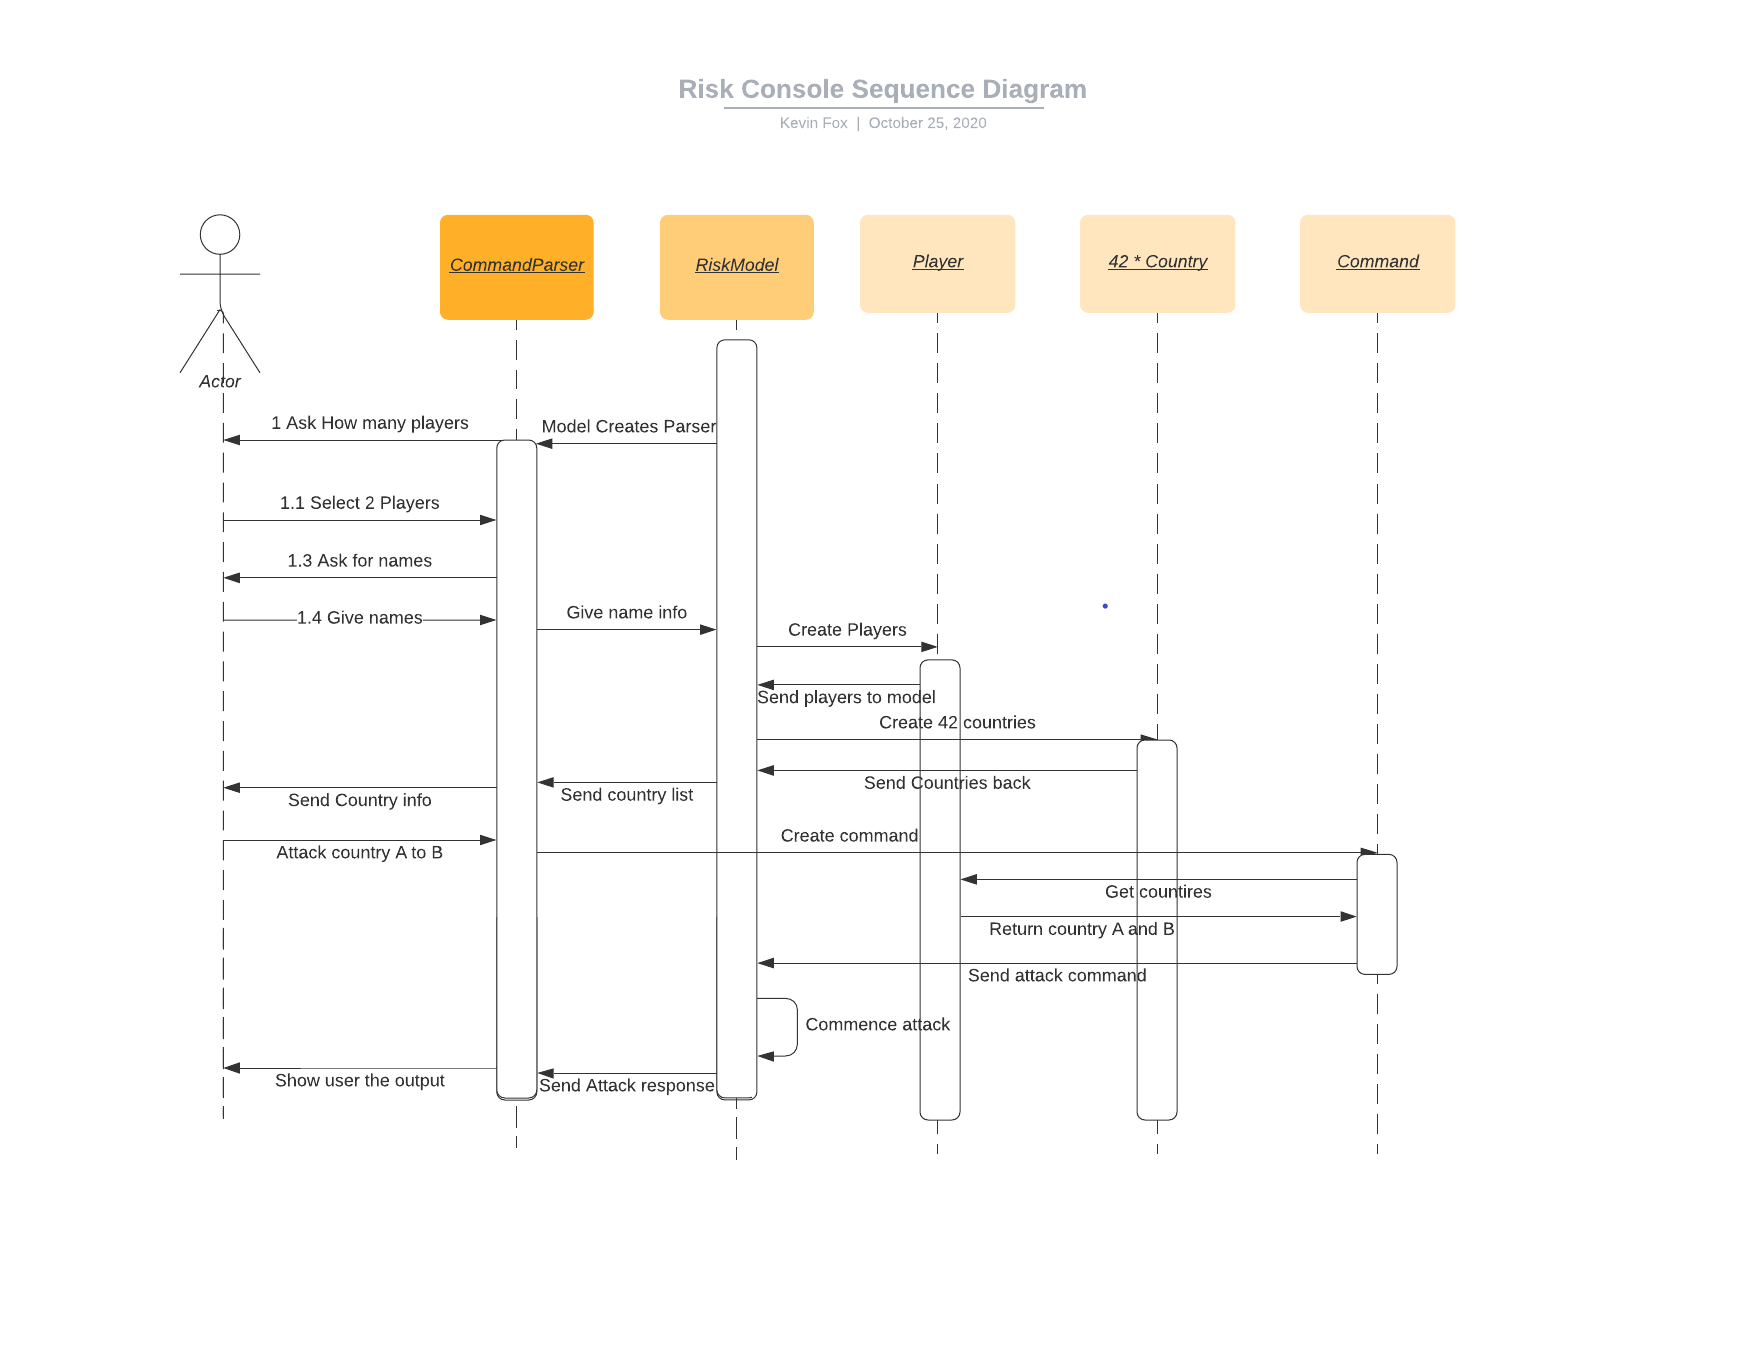 Risk Console Sequence Diagram
Kevin Fox | October 25, 2020
CommandParser
RiskModel
Player
42 * Country
Command
Actor
1 Ask How many players
Model Creates Parser
1.1 Select 2 Players
1.3 Ask for names
1.4 Give names
Give name info
Create Players
Send players to model
Create 42 countries
Send Countries back
Send country list
Send Country info
Create command
Attack country A to B
Get countires
Return country A and B
Send attack command
Commence attack
Send Attack response
Show user the output